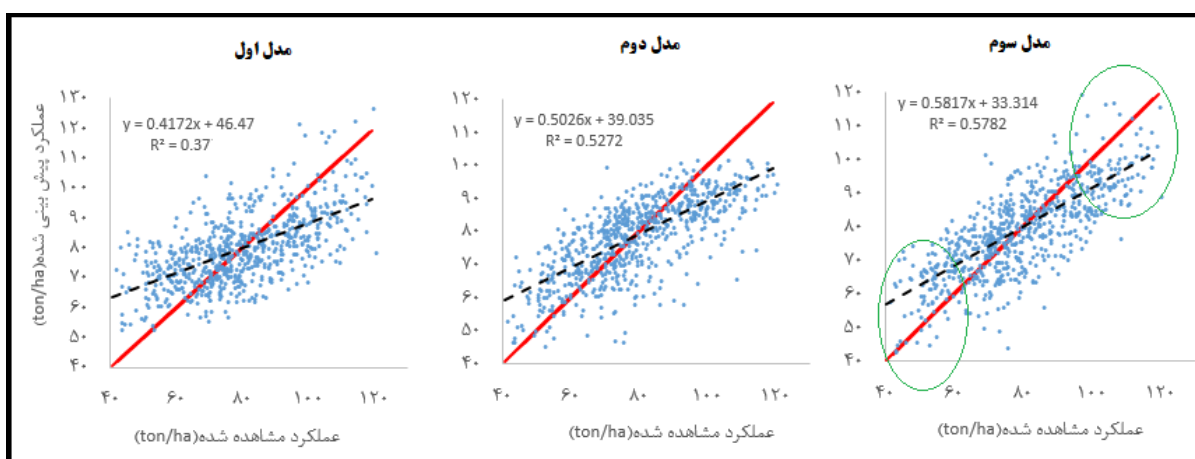 مدل اول
۱۳۰
۱۲۰
۱۱۰
۱۰۰
۹۰
۸۰
۷۰
۶۰
۵۰
۴۰
عملکرد پیش بینی شده(ton/ha)
y = 0.4172x + 46.47
R² = 0.37
۴۰ ۶۰ ۸۰ ۱۰۰ ۱۲۰
عملکرد مشاهده شده(ton/ha)
مدل دوم
۱۲۰
۱۱۰
۱۰۰
۹۰
۸۰
۷۰
۶۰
۵۰
۴۰
y = 0.5026x + 39.035
R² = 0.5272
۴۰ ۶۰ ۸۰ ۱۰۰ ۱۲۰
عملکرد مشاهده شده(ton/ha)
مدل سوم
۱۲۰
۱۱۰
۱۰۰
۹۰
۸۰
۷۰
۶۰
۵۰
۴۰
y = 0.5817x + 33.314
R² = 0.5782
۴۰ ۶۰ ۸۰ ۱۰۰ ۱۲۰
عملکرد مشاهده شده(ton/ha)